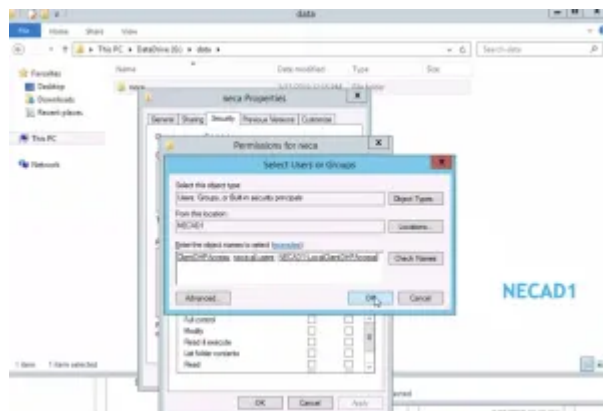 data
File Home Share View
This PC ▸ DataDrive (G:) ▸ data ▸
Search data
Favorites
Desktop
Downloads
Recent places
This PC
Network
Name Date modified Type Size
neca
neca Properties
General Sharing Security Previous Versions Customize
Permissions for neca
Select Users or Groups
Select this object type:
Users, Groups, or Built-in security principals
Object Types...
From this location:
NECAD1
Locations...
Enter the object names to select (examples):
Check Names
Advanced...
OK
Cancel
Full control
Modify
Read & execute
List folder contents
Read
OK Cancel Apply
1 item 1 item selected
NECAD1